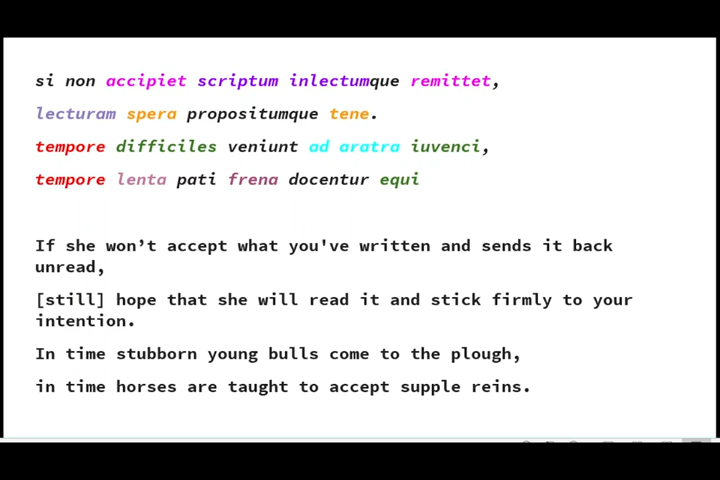 si non accipiet scriptum inlectumque remittet,
lecturam spera propositumque tene.
tempore difficiles veniunt ad aratra iuvenci,
tempore lenta pati frena docentur equi
If she won’t accept what you've written and sends it back
unread,
[still] hope that she will read it and stick firmly to your
intention.
In time stubborn young bulls come to the plough,
in time horses are taught to accept supple reins.